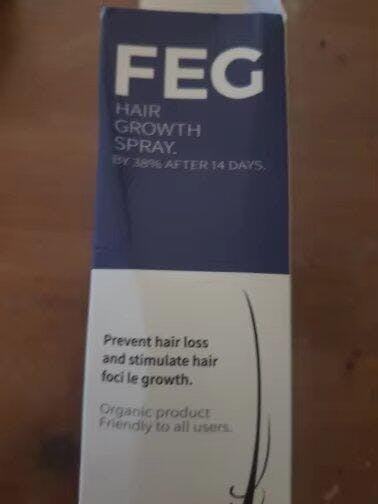 FEG
HAIR
GROWTH
SPRAY.
BY 38% AFTER 14 DAYS.
Prevent hair loss
and stimulate hair
foci le growth.
Organic product
Friendly to all users.